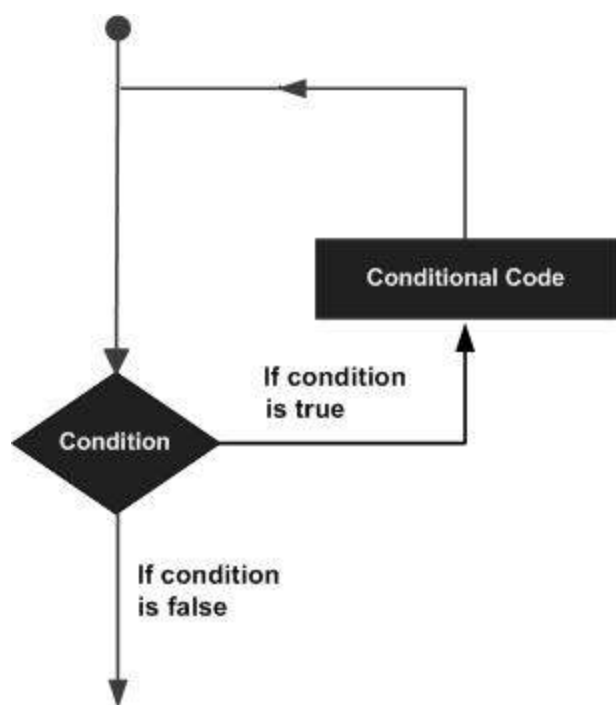 Conditional Code
If condition
is true
Condition
If condition
is false